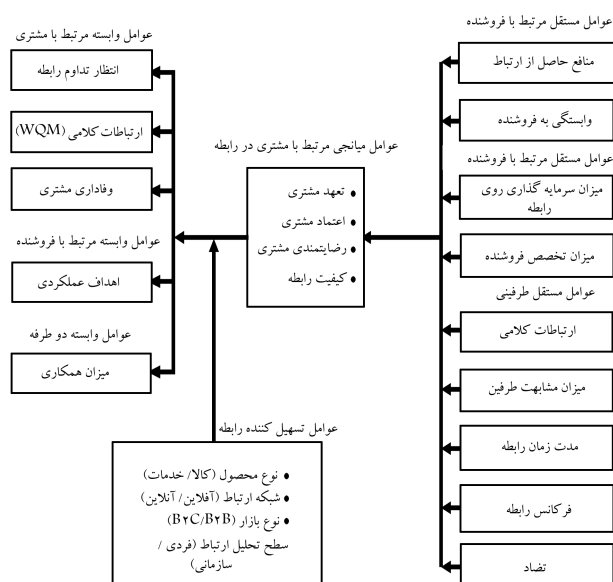 عوامل مستقل مرتبط با فروشنده
منافع حاصل از ارتباط
وابستگی به فروشنده
عوامل مستقل مرتبط با فروشنده
میزان سرمایه گذاری روی
رابطه
میزان تخصص فروشنده
عوامل مستقل طرفینی
ارتباطات کلامی
میزان مشابهت طرفین
مدت زمان رابطه
فرکانس رابطه
تضاد
عوامل میانجی مرتبط با مشتری در رابطه
• تعهد مشتری
• اعتماد مشتری
• رضایتمندی مشتری
• کیفیت رابطه
عوامل تسهیل کننده رابطه
• نوع محصول (کالا/ خدمات)
• شبکه ارتباط (آفلاین/ آنلاین)
• نوع بازار (B۲C/B۲B)
سطح تحلیل ارتباط (فردی /
سازمانی)
عوامل وابسته مرتبط با مشتری
انتظار تداوم رابطه
ارتباطات کلامی (WQM)
وفاداری مشتری
عوامل وابسته مرتبط با فروشنده
اهداف عملکردی
عوامل وابسته دو طرفه
میزان همکاری